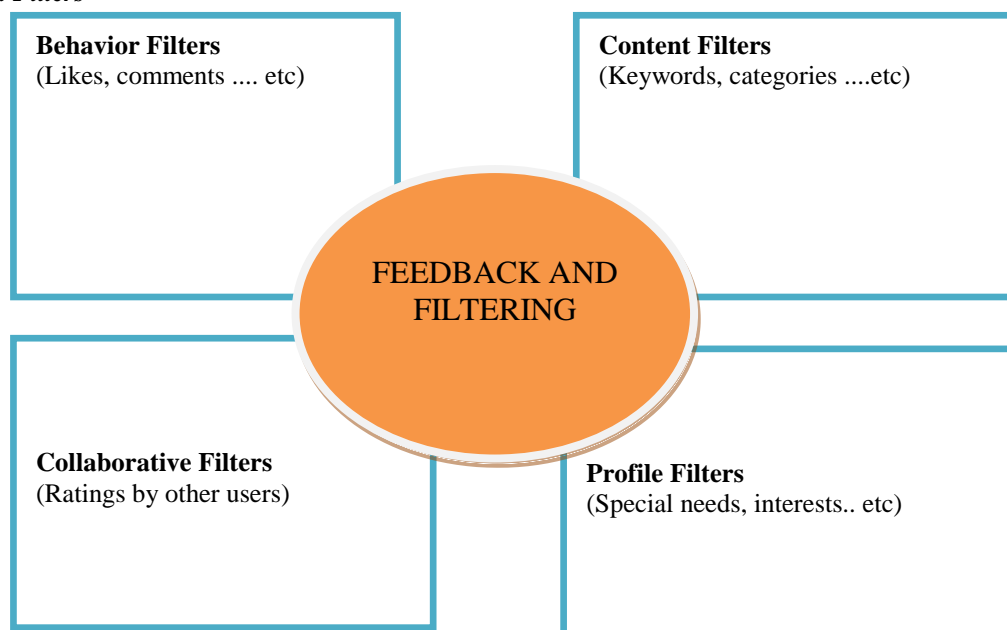 Behavior Filters
(Likes, comments .... etc)
Content Filters
(Keywords, categories ....etc)
FEEDBACK AND
FILTERING
Collaborative Filters
(Ratings by other users)
Profile Filters
(Special needs, interests.. etc)